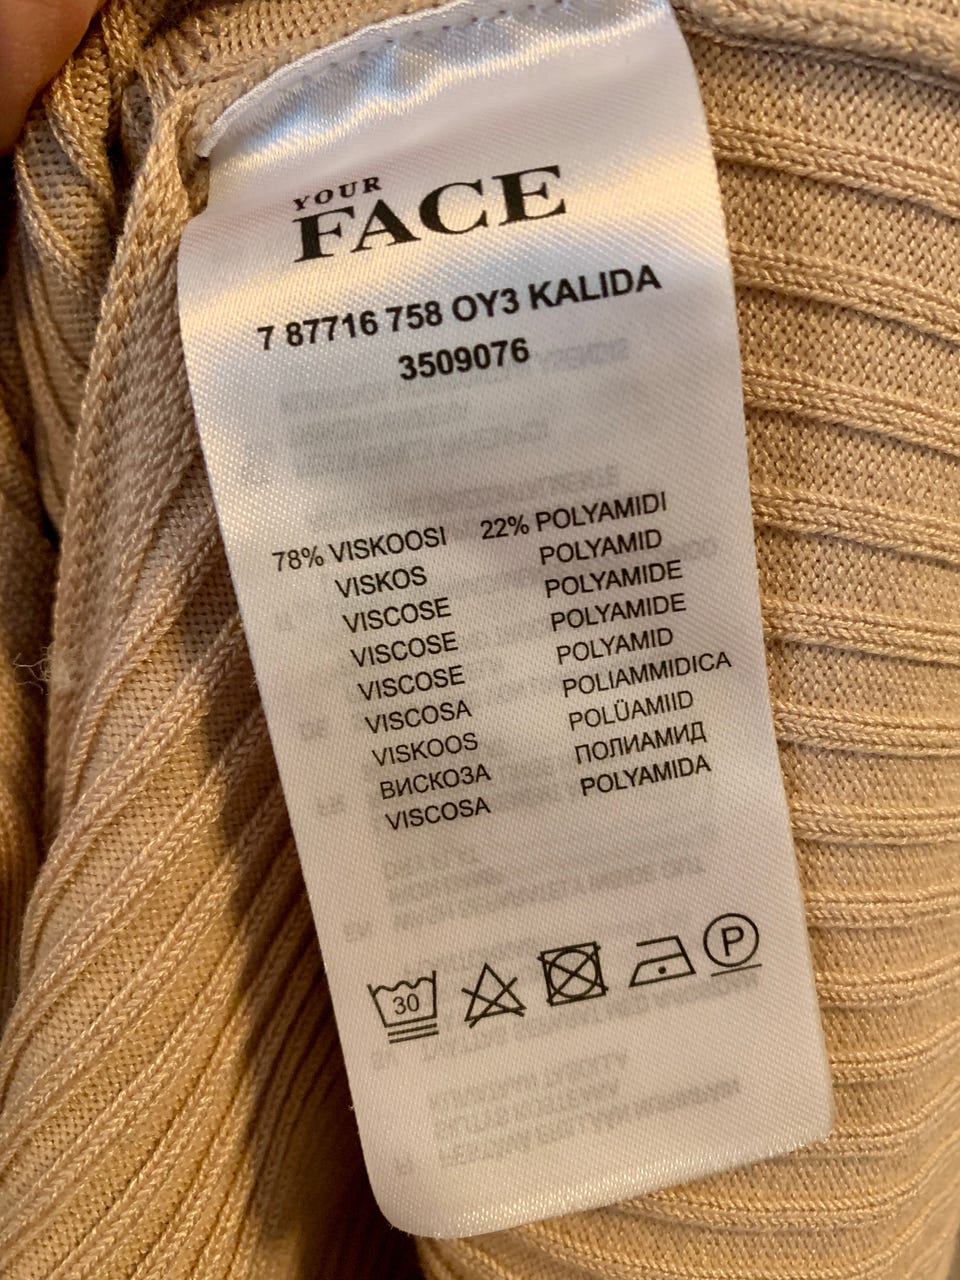 YOUR
FACE
7 87716 758 OY3 KALIDA
3509076
78% VISKOOSI 22% POLYAMIDI
VISKOS POLYAMID
VISCOSE POLYAMIDE
VISCOSE POLYAMIDE
VISCOSE POLYAMID
VISCOSA POLIAMMIDICA
VISKOOS POLÜAMIID
ВИСКОЗА ПОЛИАМИД
VISCOSA POLYAMIDA
30 P